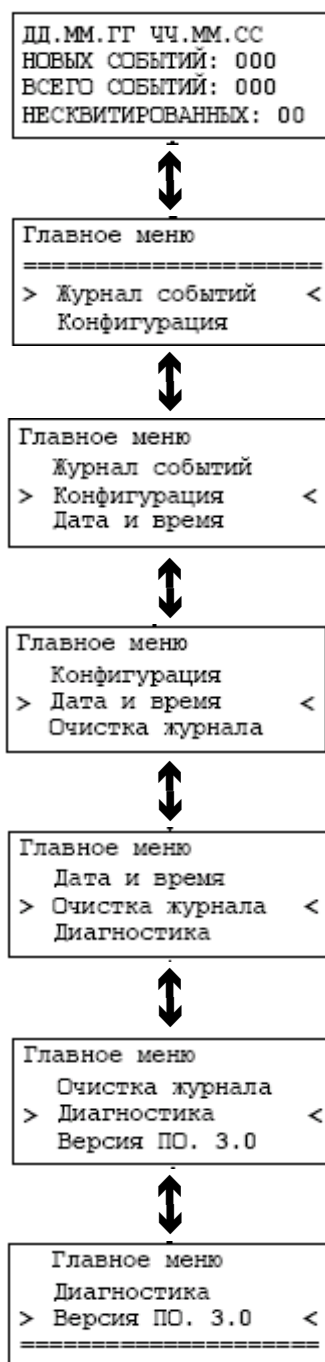 ДД.ММ.ГГ ЧЧ.ММ.СС
НОВЫХ СОБЫТИЙ: 000
ВСЕГО СОБЫТИЙ: 000
НЕСКВИТИРОВАННЫХ: 00
Главное меню
=====================
> Журнал событий <
Конфигурация
Главное меню
Журнал событий
> Конфигурация <
Дата и время
Главное меню
Конфигурация
> Дата и время <
Очистка журнала
Главное меню
Дата и время
> Очистка журнала <
Диагностика
Главное меню
Очистка журнала
> Диагностика <
Версия ПО. 3.0
Главное меню
Диагностика
> Версия ПО. 3.0 <
=====================